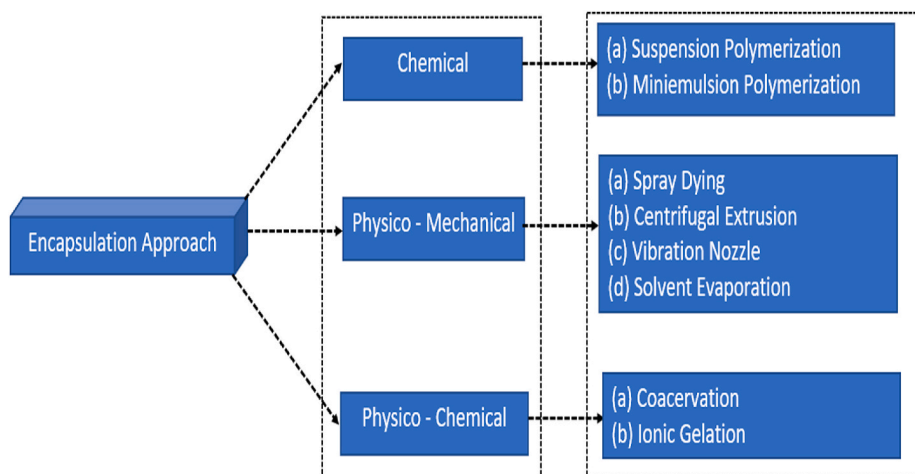 Encapsulation Approach
Chemical
(a) Suspension Polymerization
(b) Miniemulsion Polymerization
Physico - Mechanical
(a) Spray Dying
(b) Centrifugal Extrusion
(c) Vibration Nozzle
(d) Solvent Evaporation
Physico - Chemical
(a) Coacervation
(b) Ionic Gelation